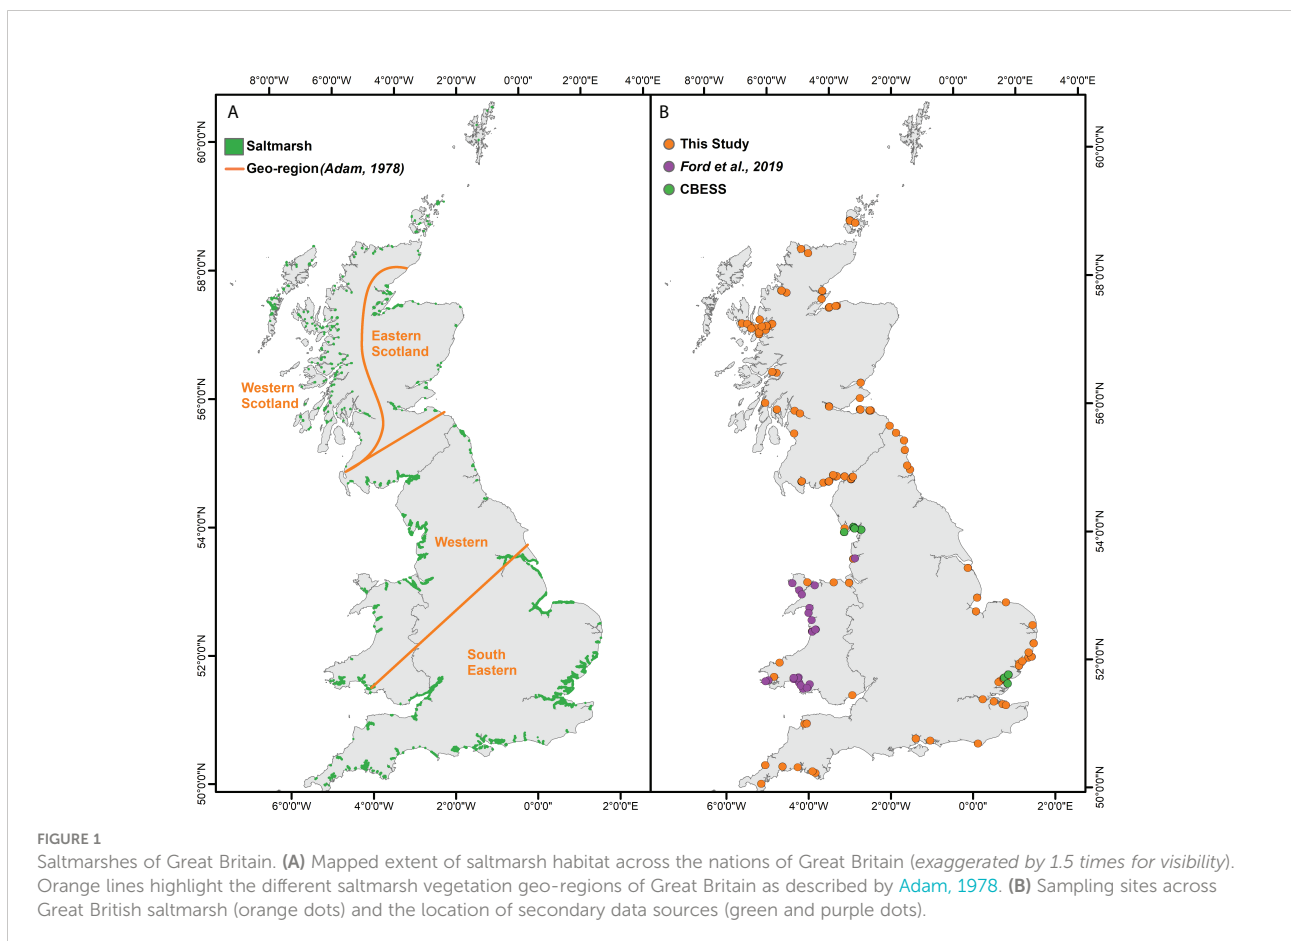 8°0'0"W 6°0'0"W 4°0'0"W 2°0'0"W 0°0'0" 2°0'0"E 8°0'0"W 6°0'0"W 4°0'0"W 2°0'0"W 0°0'0" 2°0'0"E 4°0'0"E
A
Saltmarsh
Geo-region(Adam, 1978)
60°0'0"N
58°0'0"N
56°0'0"N
54°0'0"N
52°0'0"N
50°0'0"N
Eastern
Scotland
Western
Scotland
Western
South
Eastern
B
This Study
Ford et al., 2019
CBESS
60°0'0"N
58°0'0"N
56°0'0"N
54°0'0"N
52°0'0"N
50°0'0"N
6°0'0"W 4°0'0"W 2°0'0"W 0°0'0" 2°0'0"E 6°0'0"W 4°0'0"W 2°0'0"W 0°0'0" 2°0'0"E
FIGURE 1
Saltmarshes of Great Britain. (A) Mapped extent of saltmarsh habitat across the nations of Great Britain (exaggerated by 1.5 times for visibility).
Orange lines highlight the different saltmarsh vegetation geo-regions of Great Britain as described by Adam, 1978. (B) Sampling sites across
Great British saltmarsh (orange dots) and the location of secondary data sources (green and purple dots).